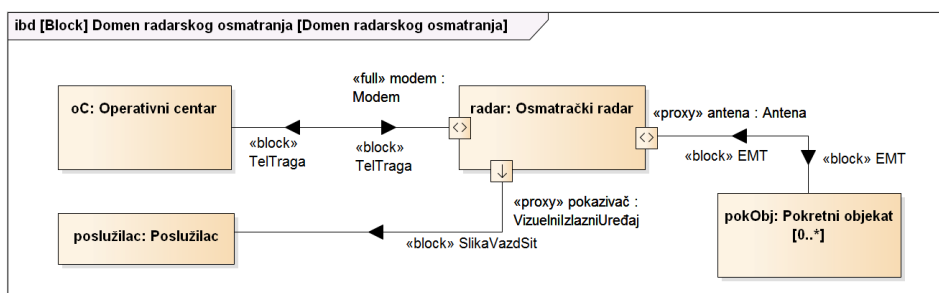 ibd [Block] Domen radarskog osmatranja [Domen radarskog osmatranja]
oC: Operativni centar
«full» modem :
Modem
radar: Osmatrački radar
«proxy» antena : Antena
«block»
TelTraga
«block»
TelTraga
«block» EMT
«block» EMT
«proxy» pokazivač :
VizuelniIzlazniUređaj
poslužilac: Poslužilac
«block» SlikaVazdSit
pokObj: Pokretni objekat
[0..*]